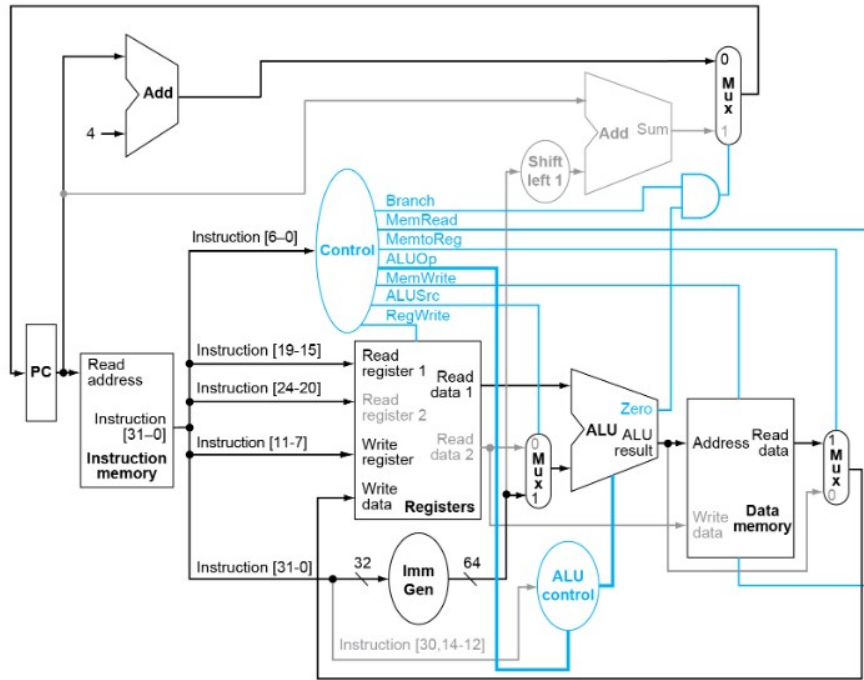 0
Mux
1
Add
4
Add Sum
Shift
left 1
Branch
MemRead
MemtoReg
ALUOp
MemWrite
ALUSrc
RegWrite
Control
Instruction [6–0]
PC
Read
address
Instruction
[31–0]
Instruction
memory
Instruction [19-15]
Instruction [24-20]
Instruction [11-7]
Instruction [31-0]
Read
register 1
Read
register 2
Write
register
Write
data
Read
data 1
Read
data 2
Registers
0
Mux
1
Zero
ALU
ALU
result
Address
Read
data
Write
data
Data
memory
1
Mux
0
32
Imm
Gen
64
ALU
control
Instruction [30,14-12]